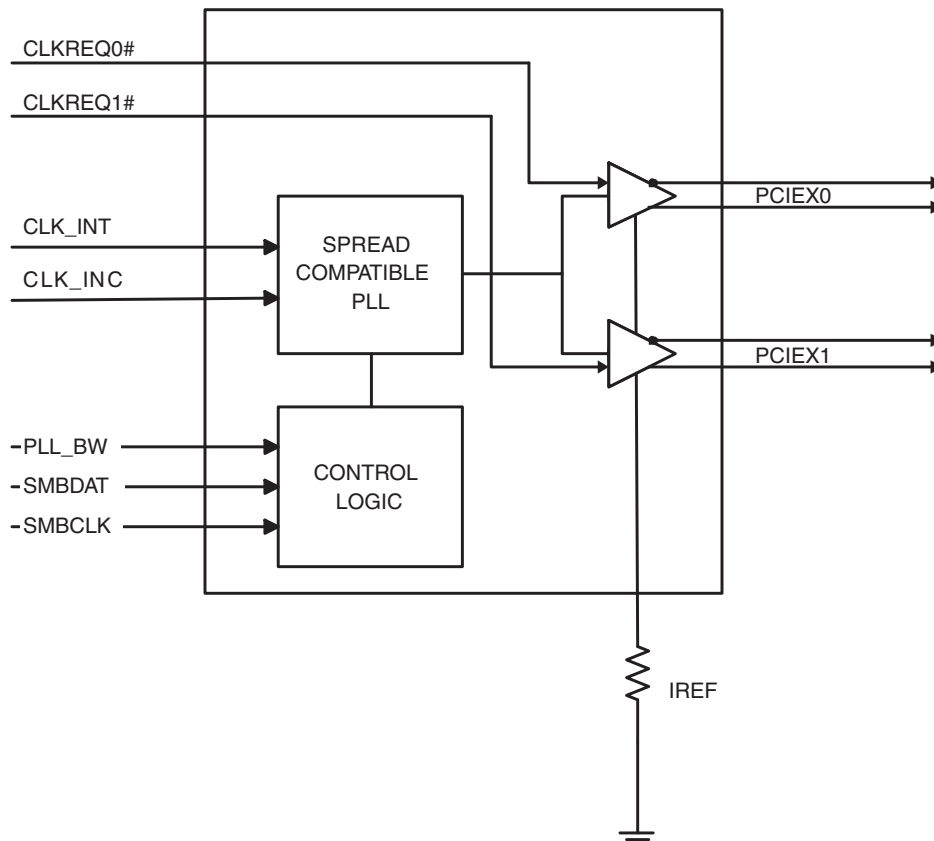 CLKREQ0#
CLKREQ1#
PCIEX0
CLK_INT
SPREAD
COMPATIBLE
PLL
CLK_INC
PCIEX1
PLL_BW
SMBDAT
SMBCLK
CONTROL
LOGIC
IREF